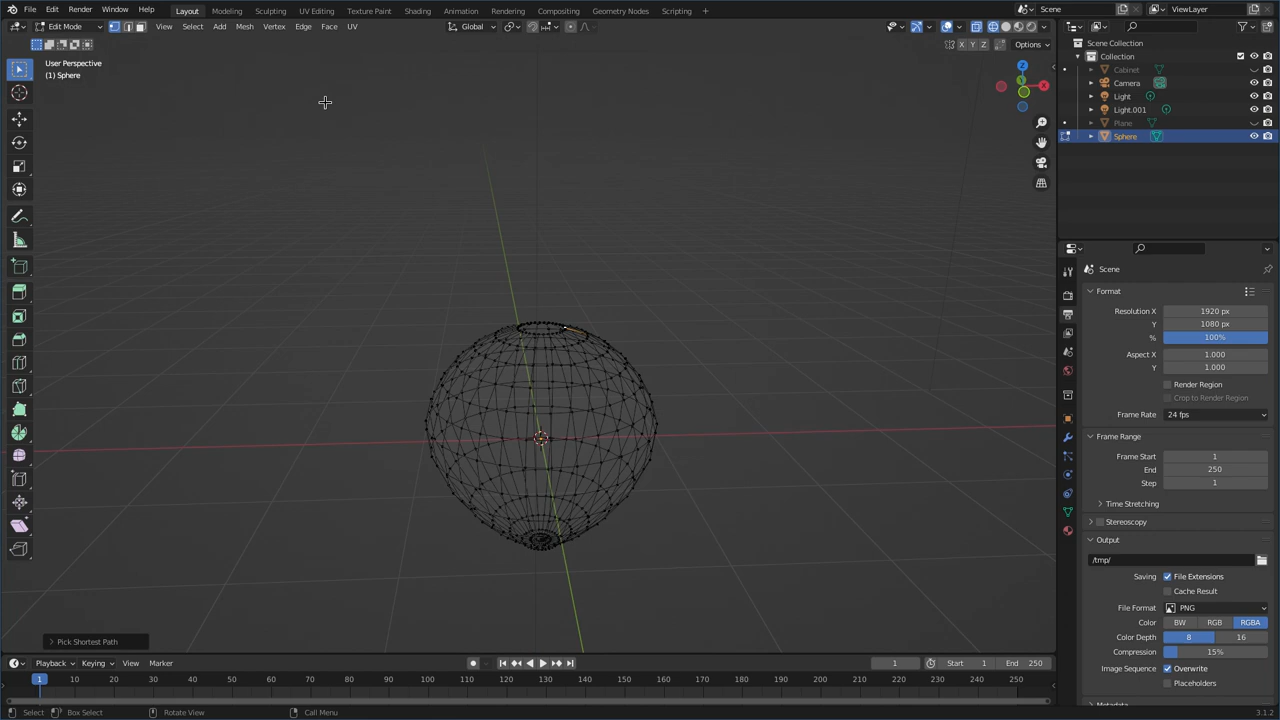 File Edit Render Window Help Layout Modeling Sculpting UV Editing Texture Paint Shading Animation Rendering Compositing Geometry Nodes Scripting + Scene ViewLayer
Edit Mode View Select Add Mesh Vertex Edge Face UV Global
X Y Z Options
User Perspective
(1) Sphere
Z
Y
X
Scene Collection
Collection
Cabinet
Camera
Light
Light.001
Plane
Sphere
Scene
Format
Resolution X 1920 px
Y 1080 px
% 100%
Aspect X 1.000
Y 1.000
Render Region
Crop to Render Region
Frame Rate 24 fps
Frame Range
Frame Start 1
End 250
Step 1
Time Stretching
Stereoscopy
Output
/tmp/
Saving File Extensions
Cache Result
File Format PNG
Color BW RGB RGBA
Color Depth 8 16
Compression 15%
Image Sequence Overwrite
Placeholders
Metadata
Pick Shortest Path
Playback Keying View Marker 1 Start 1 End 250
1 10 20 30 40 50 60 70 80 90 100 110 120 130 140 150 160 170 180 190 200 210 220 230 240 250
Select Box Select Rotate View Call Menu 3.1.2